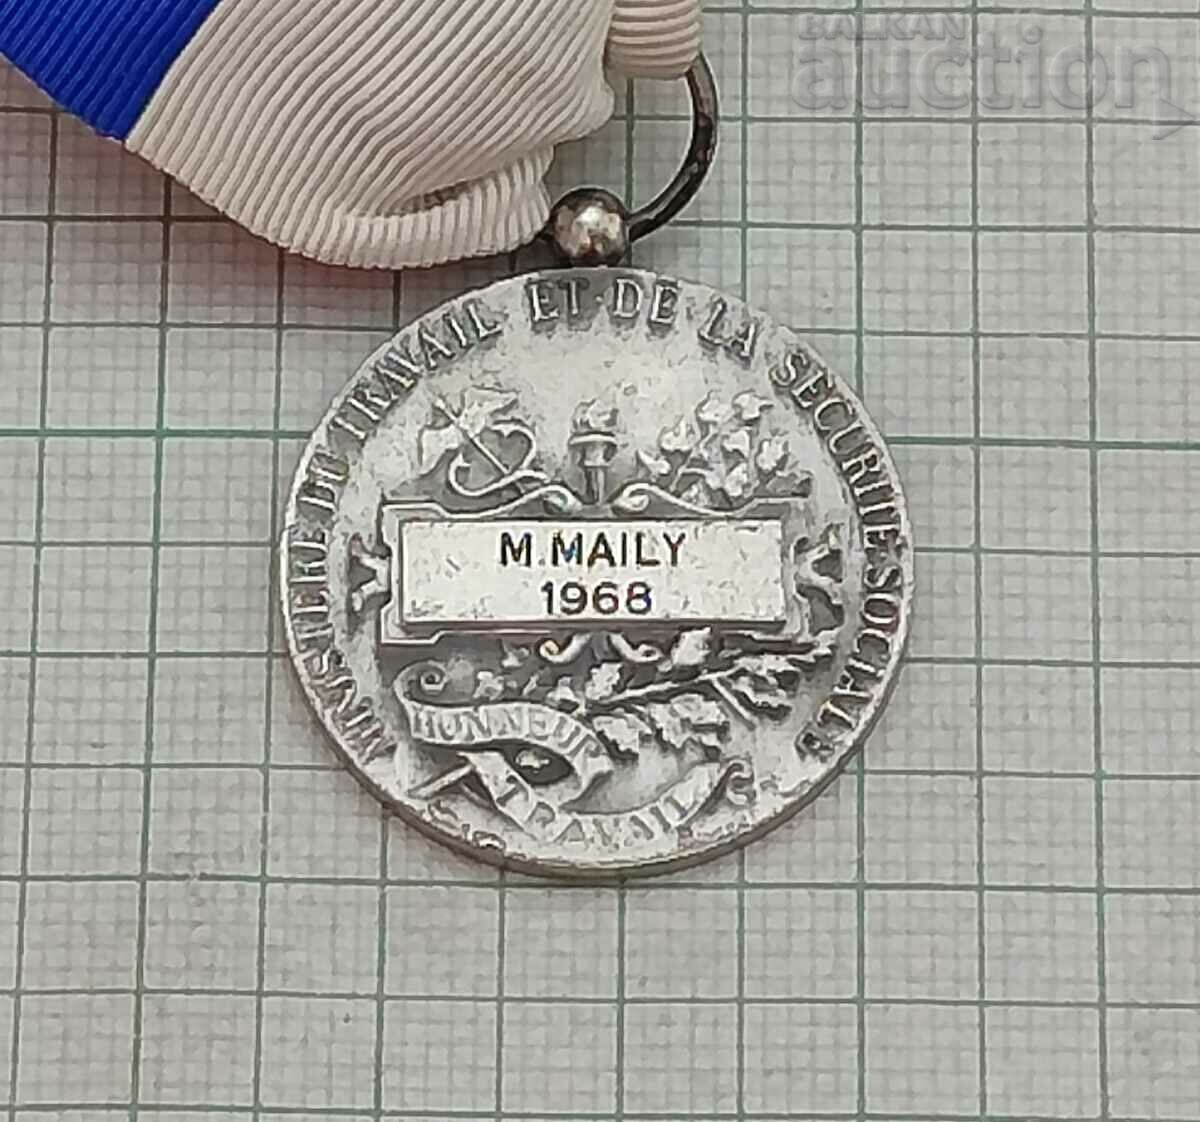 BALKAN
auction
MINISTERE DU TRAVAIL ET·DE·LA SECURITE·SOCIALE
M.MAILY
1968
HONNEUR
TRAVAIL